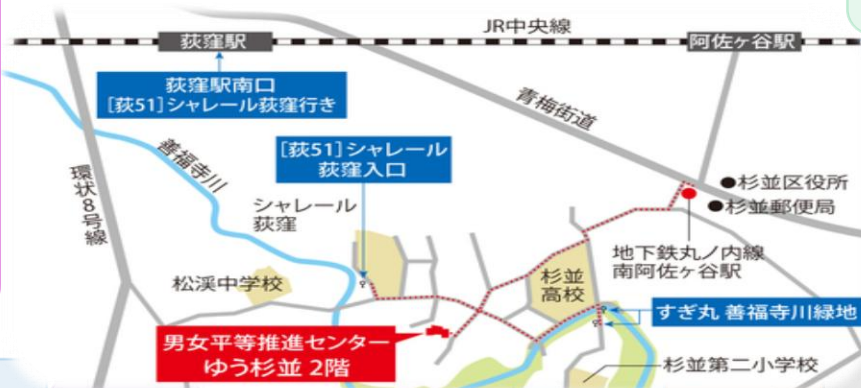 JR中央線
荻窪駅
阿佐ケ谷駅
荻窪駅南口
[荻51]シャレール荻窪行き
青梅街道
善福寺川
[荻51]シャレール
荻窪入口
環状8号線
●杉並区役所
●杉並郵便局
シャレール
荻窪
地下鉄丸ノ内線
南阿佐ケ谷駅
松渓中学校
杉並
高校
すぎ丸 善福寺川緑地
男女平等推進センター
ゆう杉並 2階
杉並第二小学校